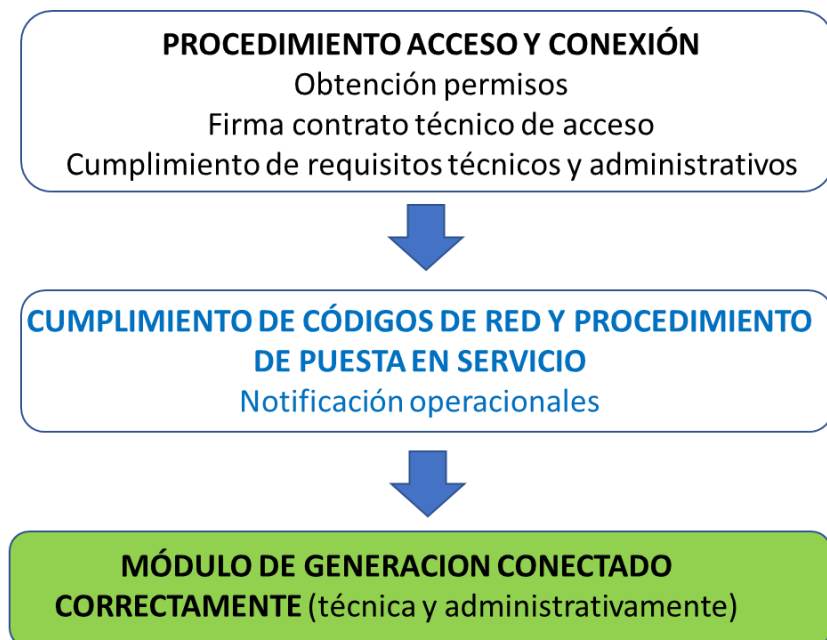 PROCEDIMIENTO ACCESO Y CONEXIÓN
Obtención permisos
Firma contrato técnico de acceso
Cumplimiento de requisitos técnicos y administrativos
CUMPLIMIENTO DE CÓDIGOS DE RED Y PROCEDIMIENTO
DE PUESTA EN SERVICIO
Notificación operacionales
MÓDULO DE GENERACION CONECTADO
CORRECTAMENTE (técnica y administrativamente)